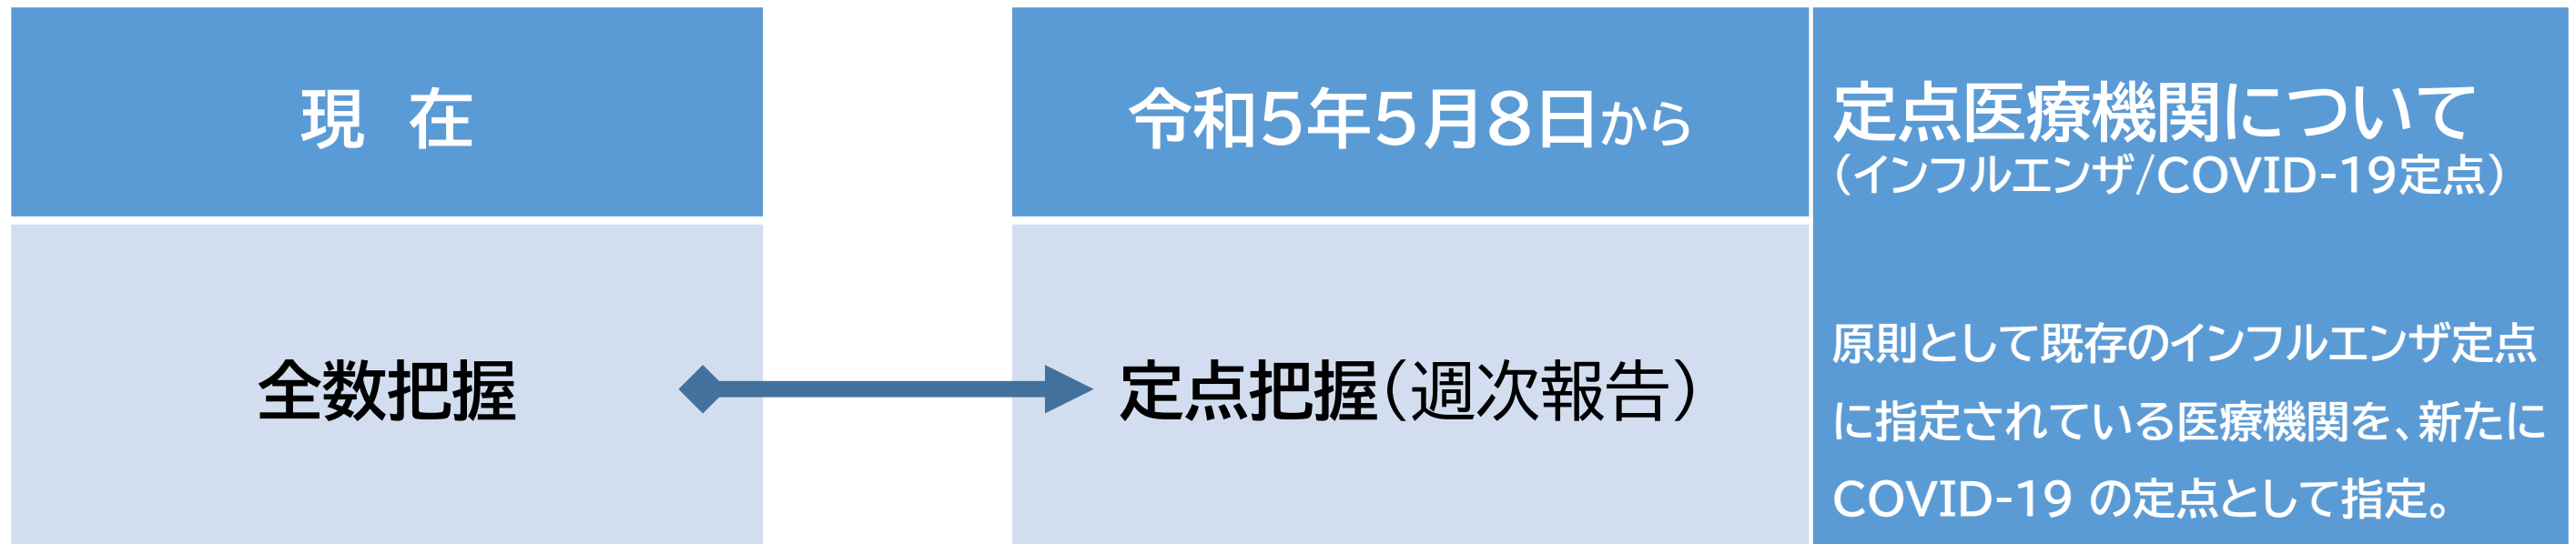 現 在
令和5年5月8日から
定点医療機関について
（インフルエンザ/COVID-19定点）
全数把握
定点把握（週次報告）
原則として既存のインフルエンザ定点
に指定されている医療機関を、新たに
COVID-19 の定点として指定。